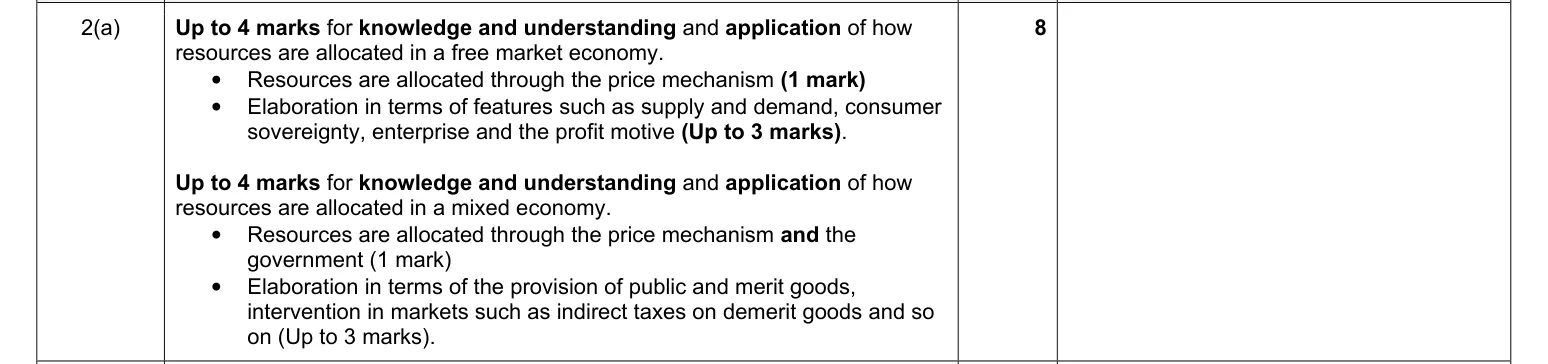 2(a)
Up to 4 marks for knowledge and understanding and application of how
resources are allocated in a free market economy.
• Resources are allocated through the price mechanism (1 mark)
• Elaboration in terms of features such as supply and demand, consumer
sovereignty, enterprise and the profit motive (Up to 3 marks).
Up to 4 marks for knowledge and understanding and application of how
resources are allocated in a mixed economy.
• Resources are allocated through the price mechanism and the
government (1 mark)
• Elaboration in terms of the provision of public and merit goods,
intervention in markets such as indirect taxes on demerit goods and so
on (Up to 3 marks).
8